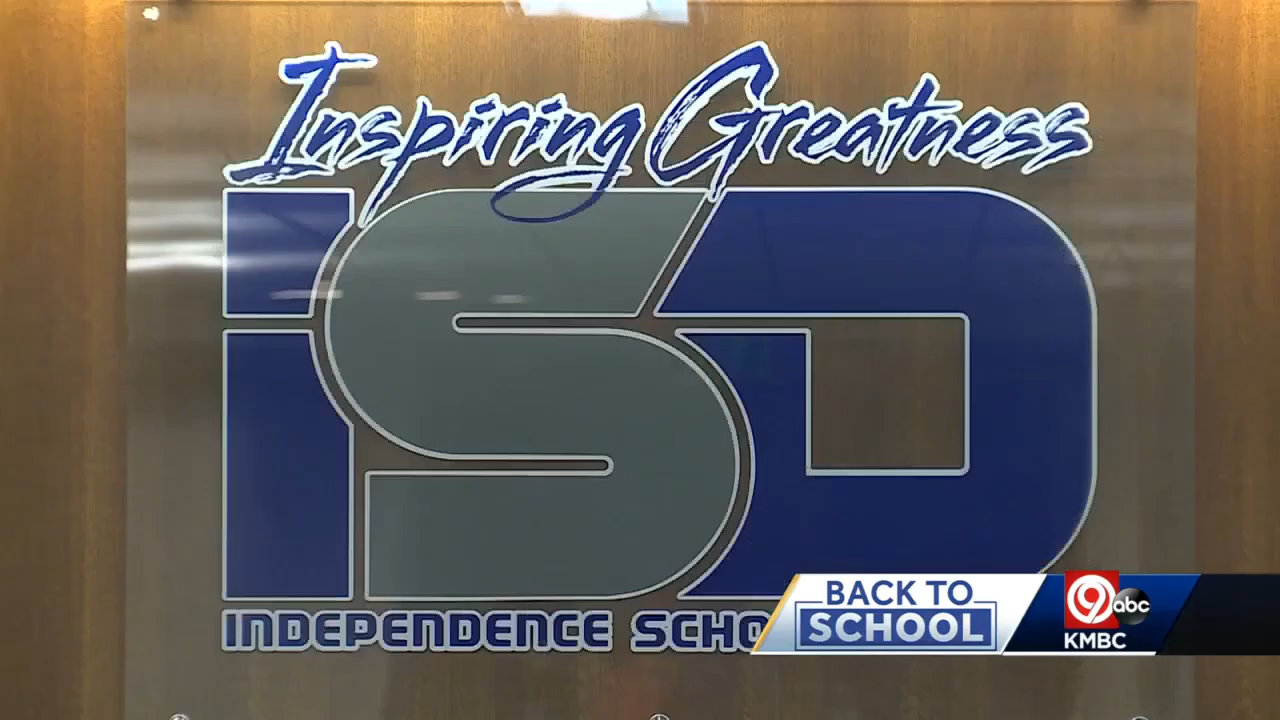 Inspiring Greatness
iSD
INDEPENDENCE SCHO
BACK TO
SCHOOL
9 abc
KMBC